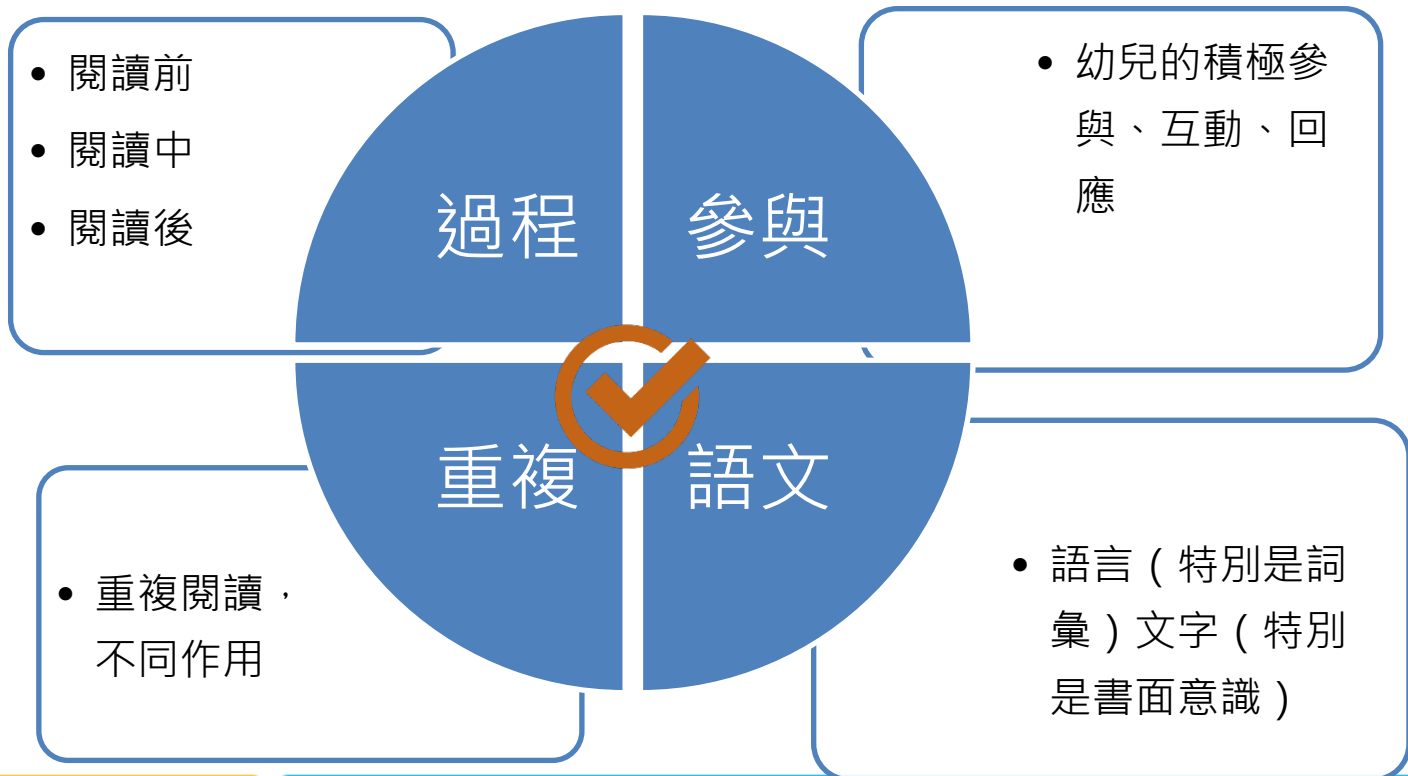 • 閱讀前
• 閱讀中
• 閱讀後
過程
參與
• 幼兒的積極參
與、互動、回
應
重複
語文
• 重複閱讀，
不同作用
• 語言（特別是詞
彙）文字（特別
是書面意識）